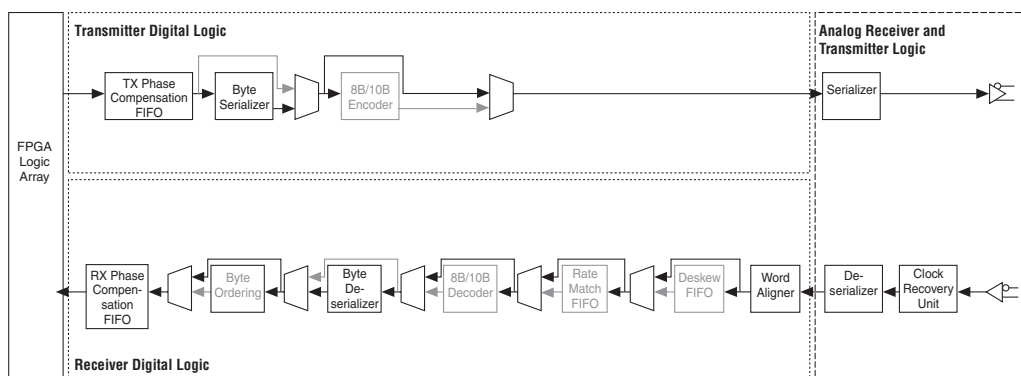 Transmitter Digital Logic
Analog Receiver and
Transmitter Logic
TX Phase
Compensation
FIFO
Byte
Serializer
8B/10B
Encoder
Serializer
FPGA
Logic
Array
RX Phase
Compen-
sation
FIFO
Byte
Ordering
Byte
De-
serializer
8B/10B
Decoder
Rate
Match
FIFO
Deskew
FIFO
Word
Aligner
De-
serializer
Clock
Recovery
Unit
Receiver Digital Logic